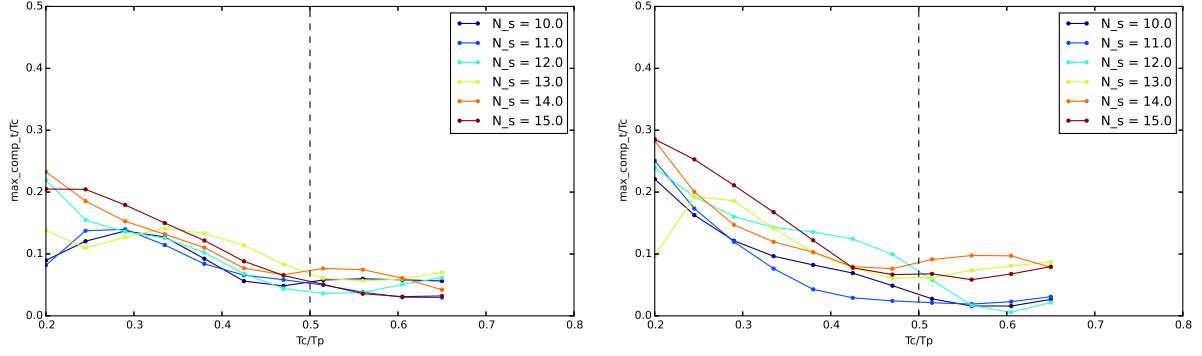 0.5
0.4
0.3
0.2
0.1
0.0
max_comp_t/Tc
0.2 0.3 0.4 0.5 0.6 0.7 0.8
Tc/Tp
N_s = 10.0
N_s = 11.0
N_s = 12.0
N_s = 13.0
N_s = 14.0
N_s = 15.0
0.5
0.4
0.3
0.2
0.1
0.0
max_comp_t/Tc
0.2 0.3 0.4 0.5 0.6 0.7 0.8
Tc/Tp
N_s = 10.0
N_s = 11.0
N_s = 12.0
N_s = 13.0
N_s = 14.0
N_s = 15.0